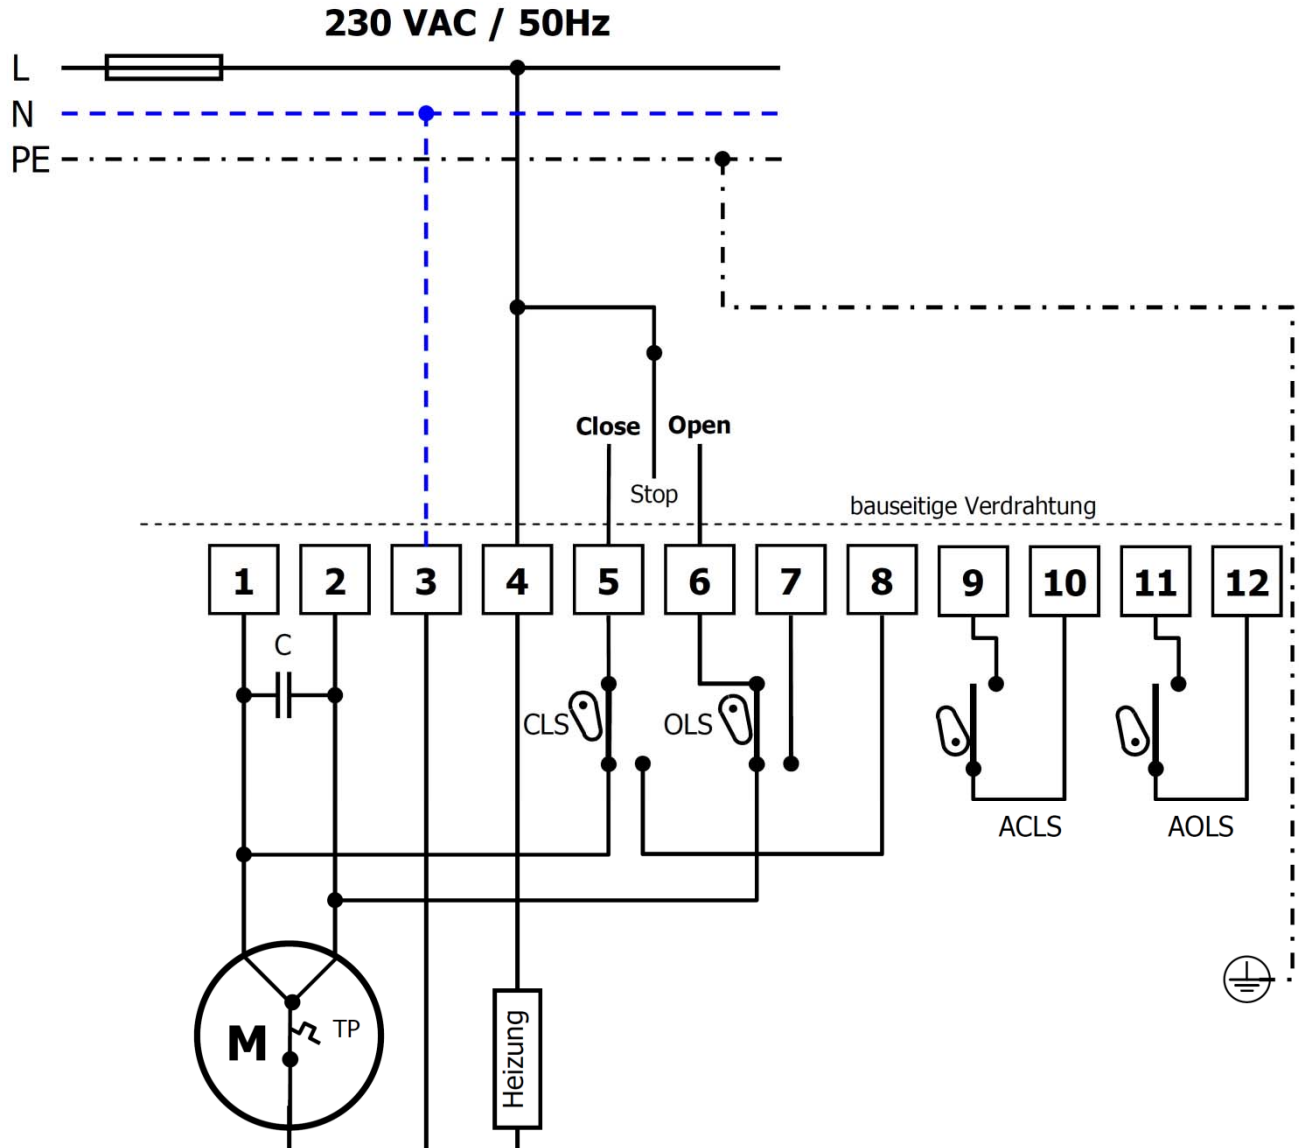 230 VAC / 50Hz
L
N
PE
Close Open
Stop
bauseitige Verdrahtung
1 2 3 4 5 6 7 8 9 10 11 12
C
CLS OLS
ACLS AOLS
M TP
Heizung